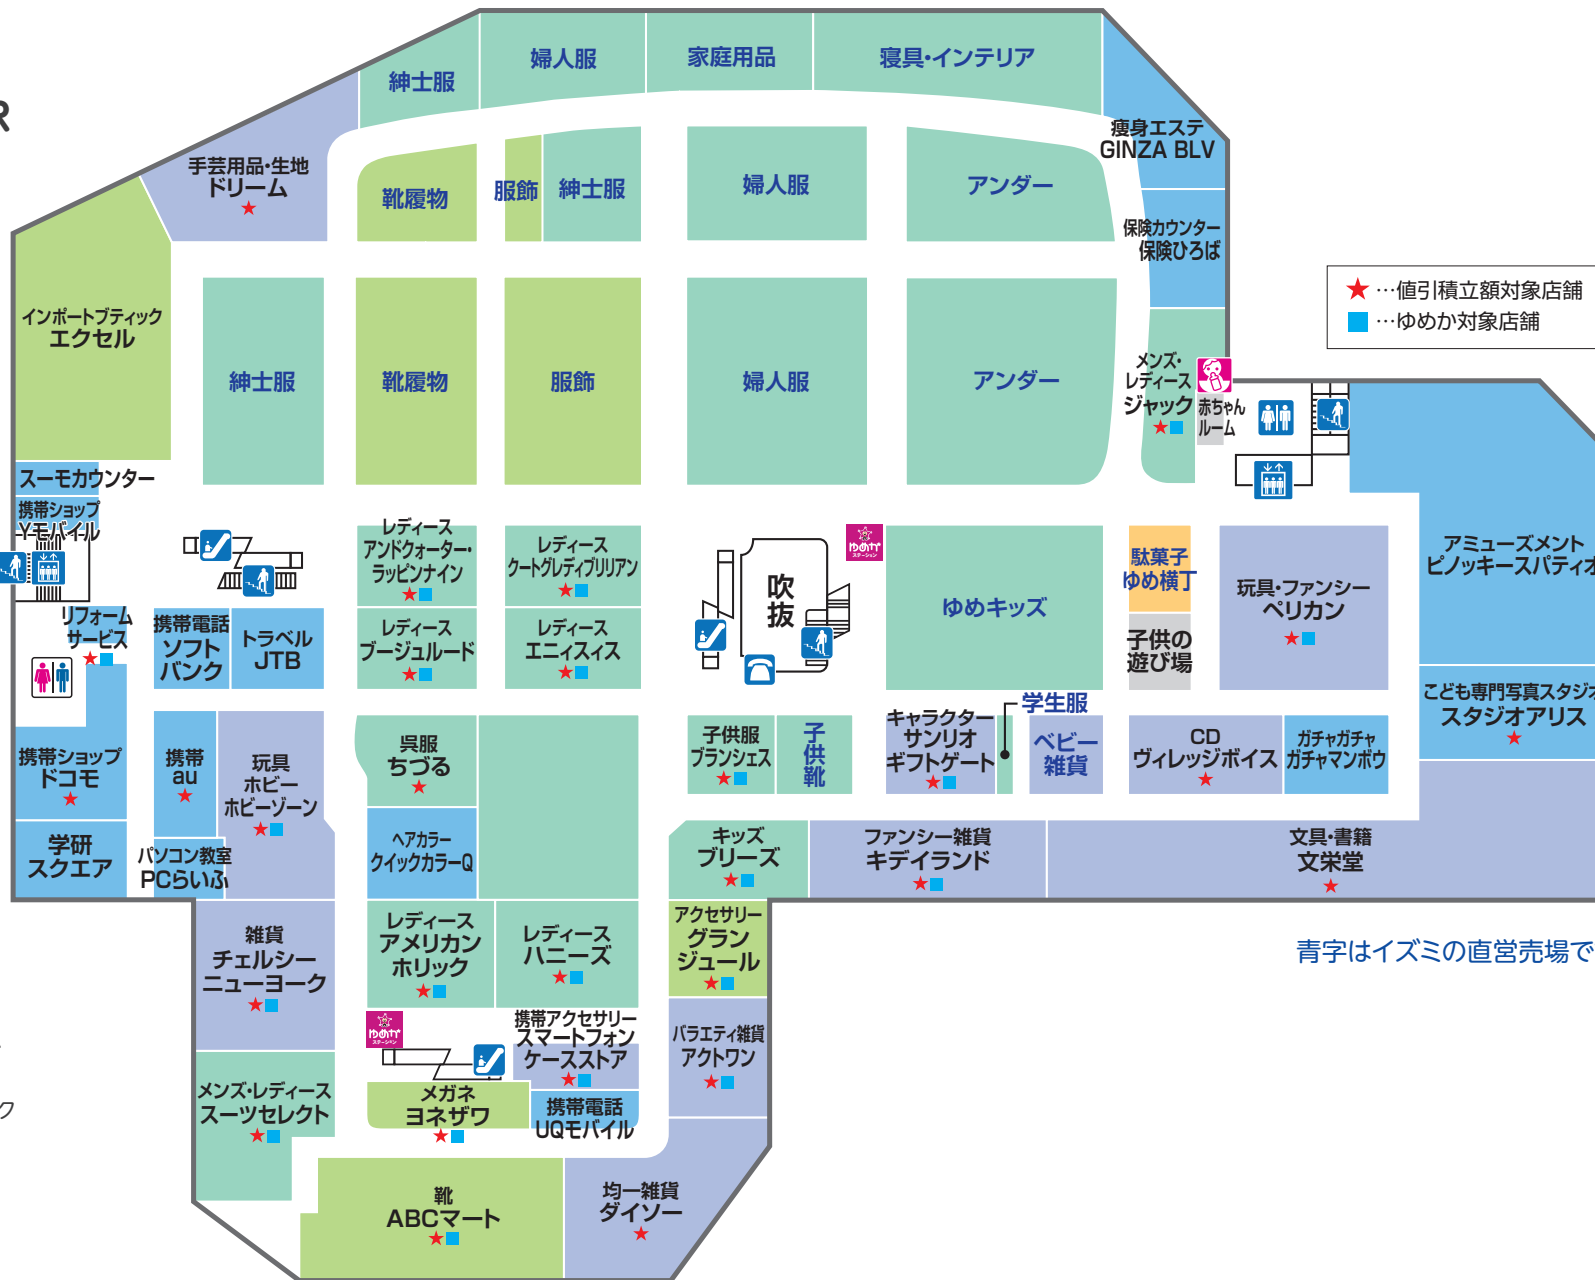 R
紳士服
婦人服
家庭用品
寝具・インテリア
痩身エステ
GINZA BLV
手芸用品・生地
ドリーム
靴履物
服飾
紳士服
婦人服
アンダー
保険カウンター
保険ひろば
★…値引積立額対象店舗
■…ゆめか対象店舗
インポートブティック
エクセル
紳士服
靴履物
服飾
婦人服
アンダー
メンズ・
レディース
ジャック
赤ちゃん
ルーム
スーモカウンター
携帯ショップ
Yモバイル
レディース
アンドクォーター・
ラッピンナイン
レディース
クートグレディブリリアン
ゆめか
ステーション
吹
抜
ゆめキッズ
駄菓子
ゆめ横丁
玩具・ファンシー
ペリカン
アミューズメント
ピノッキースパティオ
リフォーム
サービス
携帯電話
ソフト
バンク
トラベル
JTB
レディース
ブージュルード
レディース
エニィスィス
子供の
遊び場
こども専門写真スタジオ
スタジオアリス
携帯ショップ
ドコモ
携帯
au
玩具
ホビー
ホビーゾーン
呉服
ちづる
子供服
ブランシェス
子供靴
キャラクター
サンリオ
ギフトゲート
学生服
ベビー
雑貨
CD
ヴィレッジボイス
ガチャガチャ
ガチャマンボウ
学研
スクエア
パソコン教室
PCらいふ
ヘアカラー
クイックカラーQ
キッズ
ブリーズ
ファンシー雑貨
キデイランド
文具・書籍
文栄堂
雑貨
チェルシー
ニューヨーク
レディース
アメリカン
ホリック
レディース
ハニーズ
アクセサリー
グラン
ジュール
青字はイズミの直営売場で
ゆめか
ステーション
携帯アクセサリー
スマートフォン
ケースストア
バラエティ雑貨
アクトワン
メンズ・レディース
スーツセレクト
メガネ
ヨネザワ
携帯電話
UQモバイル
ク
靴
ABCマート
均一雑貨
ダイソー